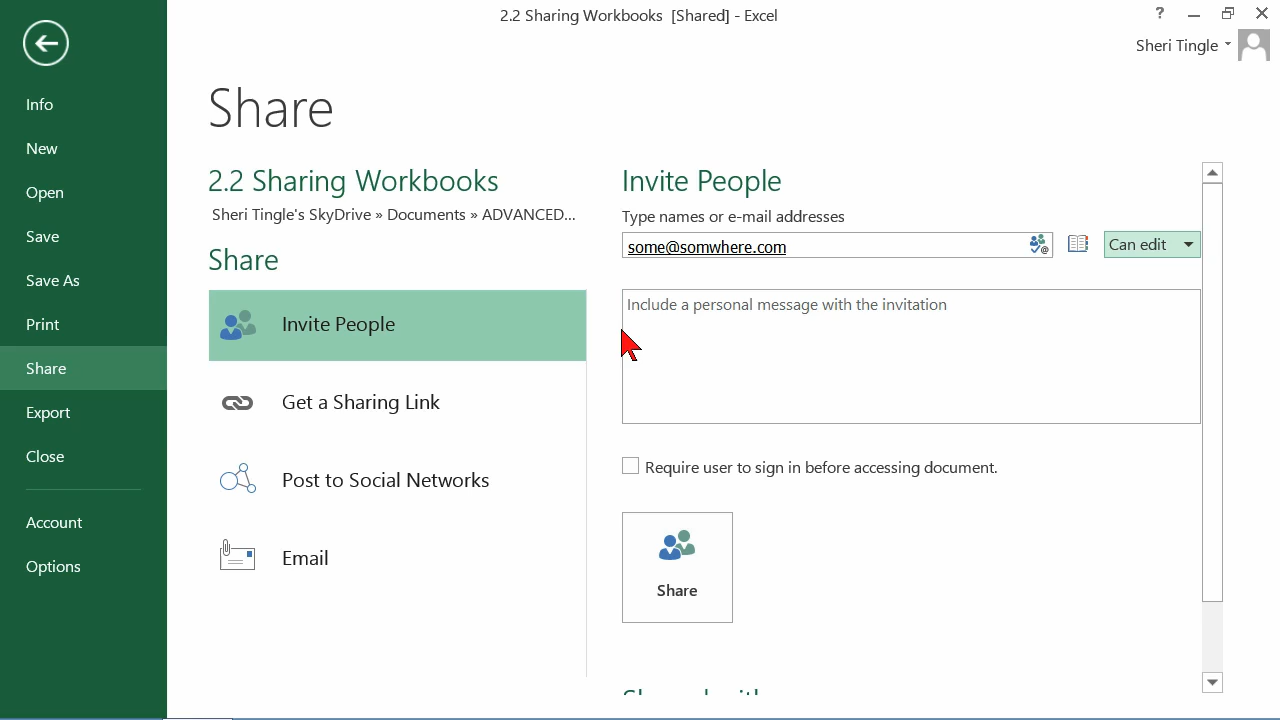 2.2 Sharing Workbooks [Shared] - Excel
?
Sheri Tingle
Info
New
Open
Save
Save As
Print
Share
Export
Close
Account
Options
Share
2.2 Sharing Workbooks
Sheri Tingle's SkyDrive » Documents » ADVANCED...
Share
Invite People
Get a Sharing Link
Post to Social Networks
Email
Invite People
Type names or e-mail addresses
some@somwhere.com
Can edit
Include a personal message with the invitation
Require user to sign in before accessing document.
Share